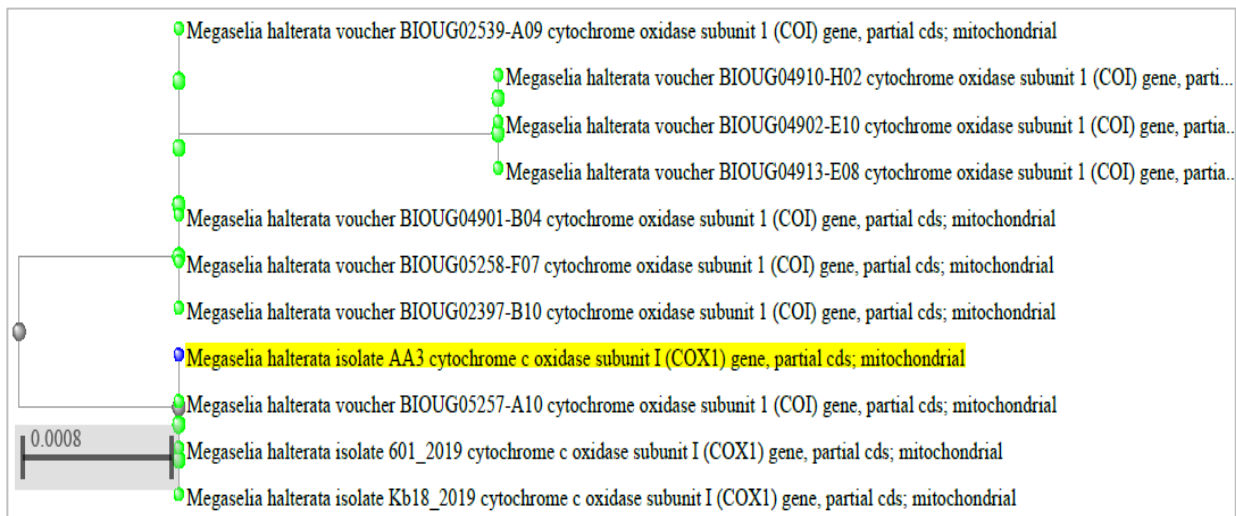 Megaselia halterata voucher BIOUG02539-A09 cytochrome oxidase subunit 1 (COI) gene, partial cds; mitochondrial
Megaselia halterata voucher BIOUG04910-H02 cytochrome oxidase subunit 1 (COI) gene, parti...
Megaselia halterata voucher BIOUG04902-E10 cytochrome oxidase subunit 1 (COI) gene, partia..
Megaselia halterata voucher BIOUG04913-E08 cytochrome oxidase subunit 1 (COI) gene, partia...
Megaselia halterata voucher BIOUG04901-B04 cytochrome oxidase subunit 1 (COI) gene, partial cds; mitochondrial
Megaselia halterata voucher BIOUG05258-F07 cytochrome oxidase subunit 1 (COI) gene, partial cds; mitochondrial
Megaselia halterata voucher BIOUG02397-B10 cytochrome oxidase subunit 1 (COI) gene, partial cds; mitochondrial
Megaselia halterata isolate AA3 cytochrome c oxidase subunit I (COX1) gene, partial cds; mitochondrial
Megaselia halterata voucher BIOUG05257-A10 cytochrome oxidase subunit 1 (COI) gene, partial cds; mitochondrial
0.0008
Megaselia halterata isolate 601_2019 cytochrome c oxidase subunit I (COX1) gene, partial cds; mitochondrial
Megaselia halterata isolate Kb18_2019 cytochrome c oxidase subunit I (COX1) gene, partial cds; mitochondrial